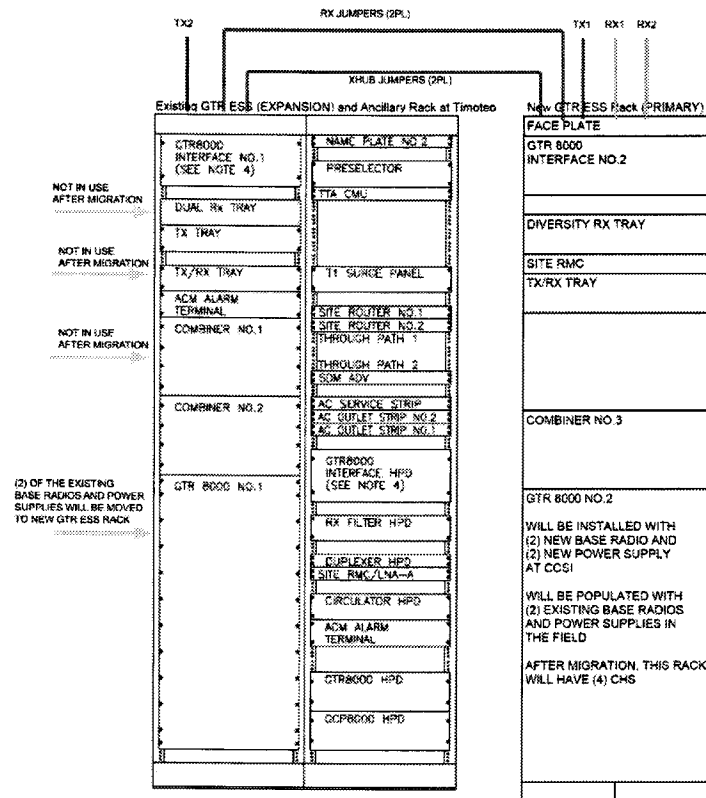 TX2
RX JUMPERS (2PL)
TX1 RX1 RX2
XHUB JUMPERS (2PL)
Existing GTR ESS (EXPANSION) and Ancillary Rack at Timoteo
New GTR ESS Rack (PRIMARY)
GTR8000
INTERFACE NO.1
(SEE NOTE 4)
DUAL Rx TRAY
TX TRAY
TX/RX TRAY
ACM ALARM
TERMINAL
COMBINER NO.1
COMBINER NO.2
GTR 8000 NO.1
NOT IN USE
AFTER MIGRATION
NOT IN USE
AFTER MIGRATION
NOT IN USE
AFTER MIGRATION
(2) OF THE EXISTING
BASE RADIOS AND POWER
SUPPLIES WILL BE MOVED
TO NEW GTR ESS RACK
NAME PLATE NO 2
PRESELECTOR
TTA CMU
T1 SURGE PANEL
SITE ROUTER NO.1
SITE ROUTER NO.2
THROUGH PATH 1
THROUGH PATH 2
SDM ADV
AC SERVICE STRIP
AC OUTLET STRIP NO.2
AC OUTLET STRIP NO.1
GTR8000
INTERFACE HPD
(SEE NOTE 4)
RX FILTER HPD
DUPLEXER HPD
SITE RMC/LNA-A
CIRCULATOR HPD
ACM ALARM
TERMINAL
GTR8000 HPD
GCP8000 HPD
FACE PLATE
GTR 8000
INTERFACE NO.2
DIVERSITY RX TRAY
SITE RMC
TX/RX TRAY
COMBINER NO.3
GTR 8000 NO.2
WILL BE INSTALLED WITH
(2) NEW BASE RADIO AND
(2) NEW POWER SUPPLY
AT CCSI
WILL BE POPULATED WITH
(2) EXISTING BASE RADIOS
AND POWER SUPPLIES IN
THE FIELD
AFTER MIGRATION, THIS RACK
WILL HAVE (4) CHS